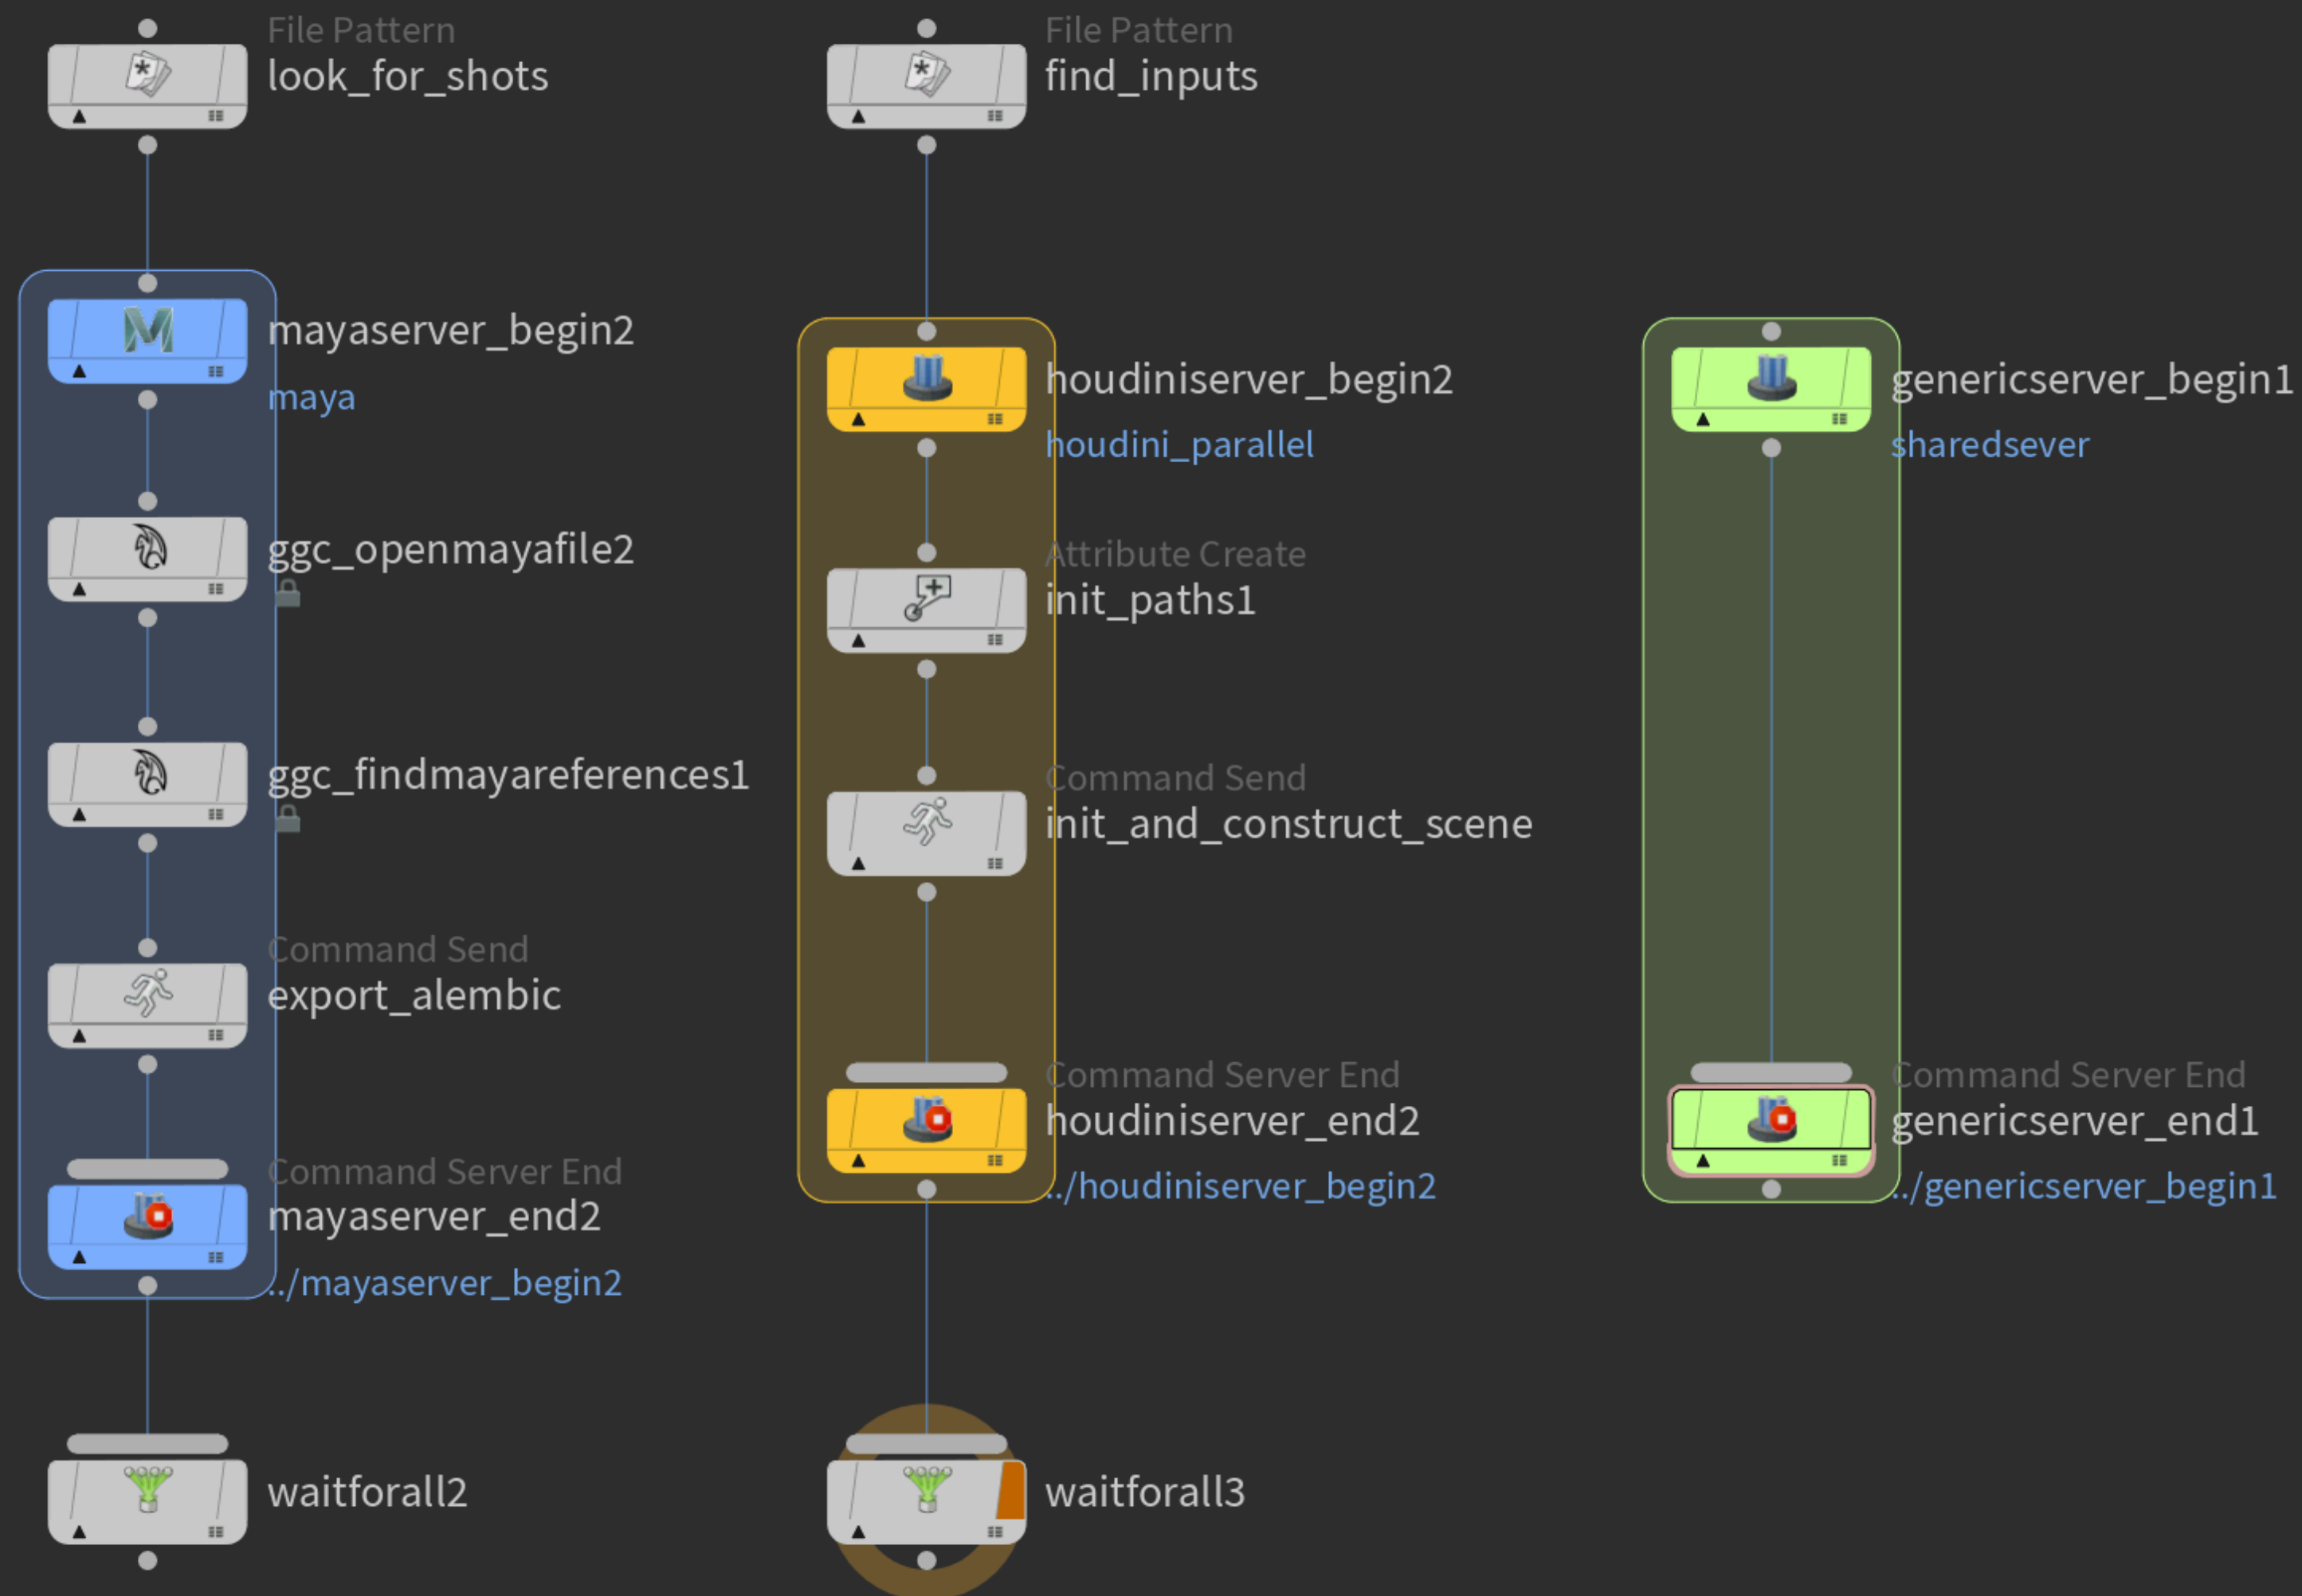 File Pattern
look_for_shots
mayaserver_begin2
maya
ggc_openmayafile2
ggc_findmayareferences1
Command Send
export_alembic
Command Server End
mayaserver_end2
../mayaserver_begin2
waitforall2
File Pattern
find_inputs
houdiniserver_begin2
houdini_parallel
Attribute Create
init_paths1
Command Send
init_and_construct_scene
Command Server End
houdiniserver_end2
../houdiniserver_begin2
waitforall3
genericserver_begin1
sharedsever
Command Server End
genericserver_end1
../genericserver_begin1